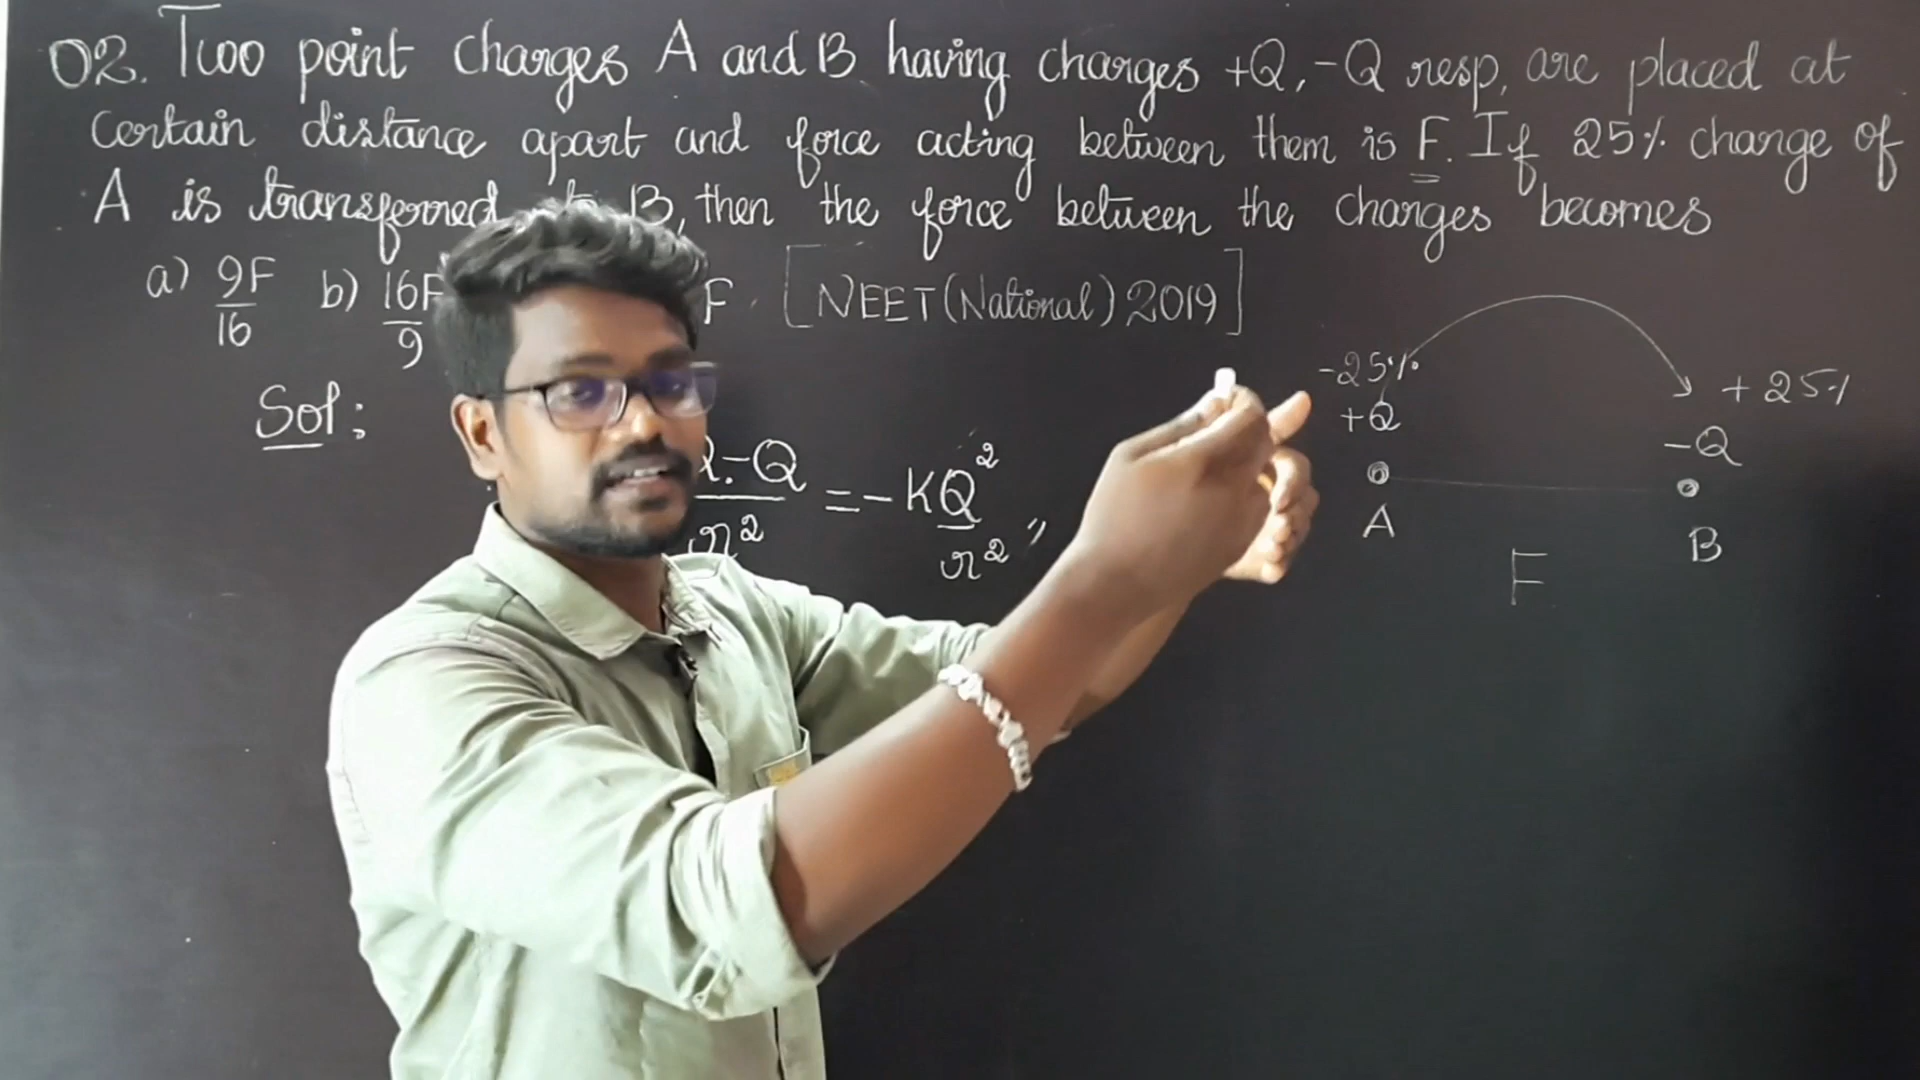 02. Two point charges A and B having charges +Q, -Q resp, are placed at
certain distance apart and force acting between them is F. If 25% charge of
A is transferred B, then the force between the charges becomes
a) 9F/16 b) 16F/9 F [NEET(National) 2019]
Sol:
-Q/r² = -KQ²/r² "
-25% +25%
+Q -Q
A B
F